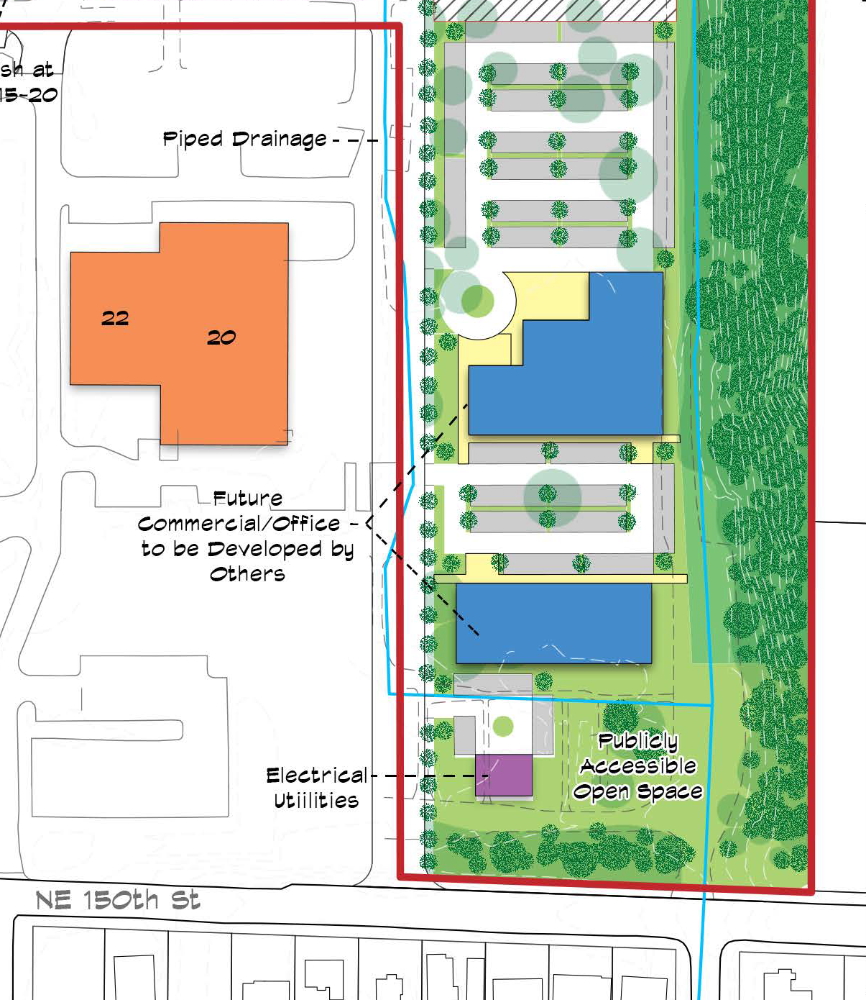 sh at
15-20
Piped Drainage
22
20
Future
Commercial/Office
to be Developed by
Others
Publicly
Accessible
Open Space
Electrical
Utiilities
NE 150th St